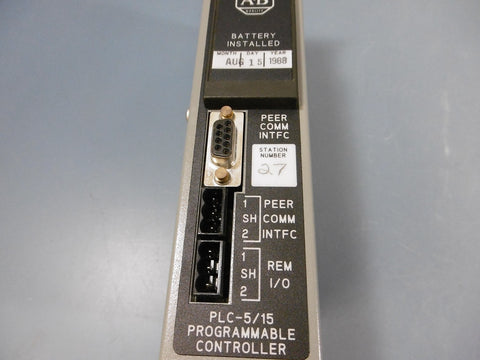 AB
QUALITY
BATTERY
INSTALLED
MONTH DAY YEAR
AUG 15 1988
PEER
COMM
INTFC
STATION
NUMBER
27
1 PEER
SH COMM
2 INTFC
1
SH REM
2 I/O
PLC-5/15
PROGRAMMABLE
CONTROLLER